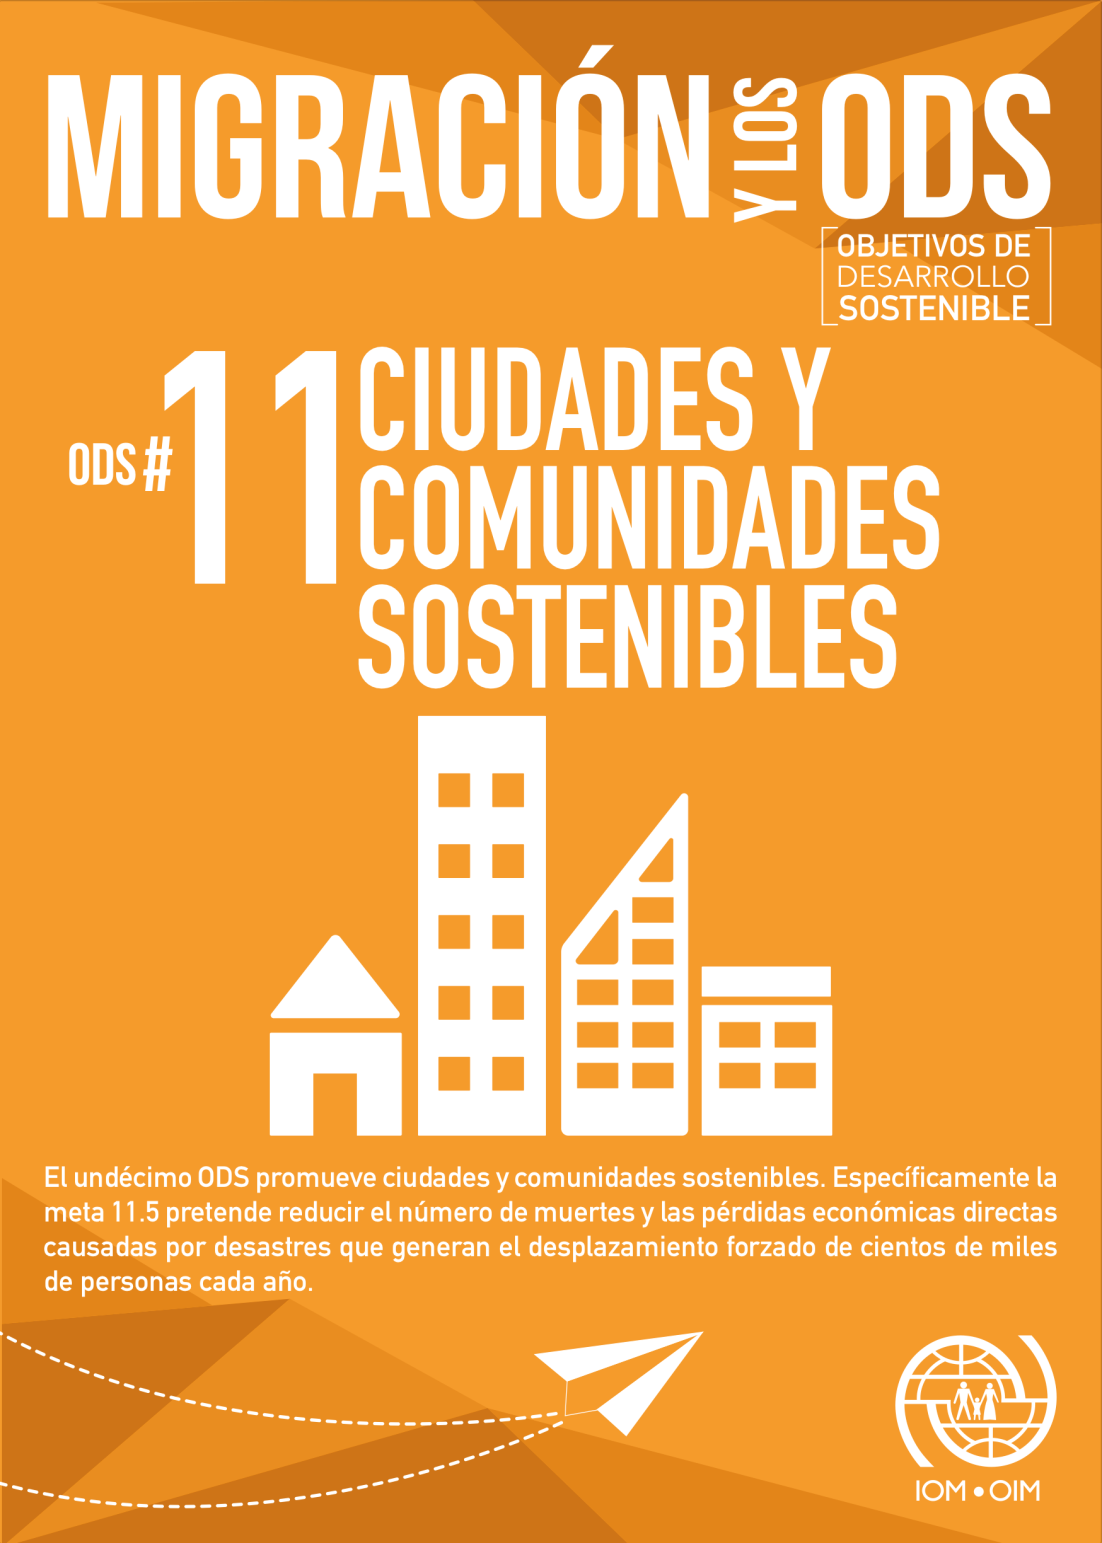 MIGRACIÓN Y LOS ODS
OBJETIVOS DE
DESARROLLO
SOSTENIBLE
ODS #11
CIUDADES Y
COMUNIDADES
SOSTENIBLES
El undécimo ODS promueve ciudades y comunidades sostenibles. Específicamente la
meta 11.5 pretende reducir el número de muertes y las pérdidas económicas directas
causadas por desastres que generan el desplazamiento forzado de cientos de miles
de personas cada año.
IOM • OIM